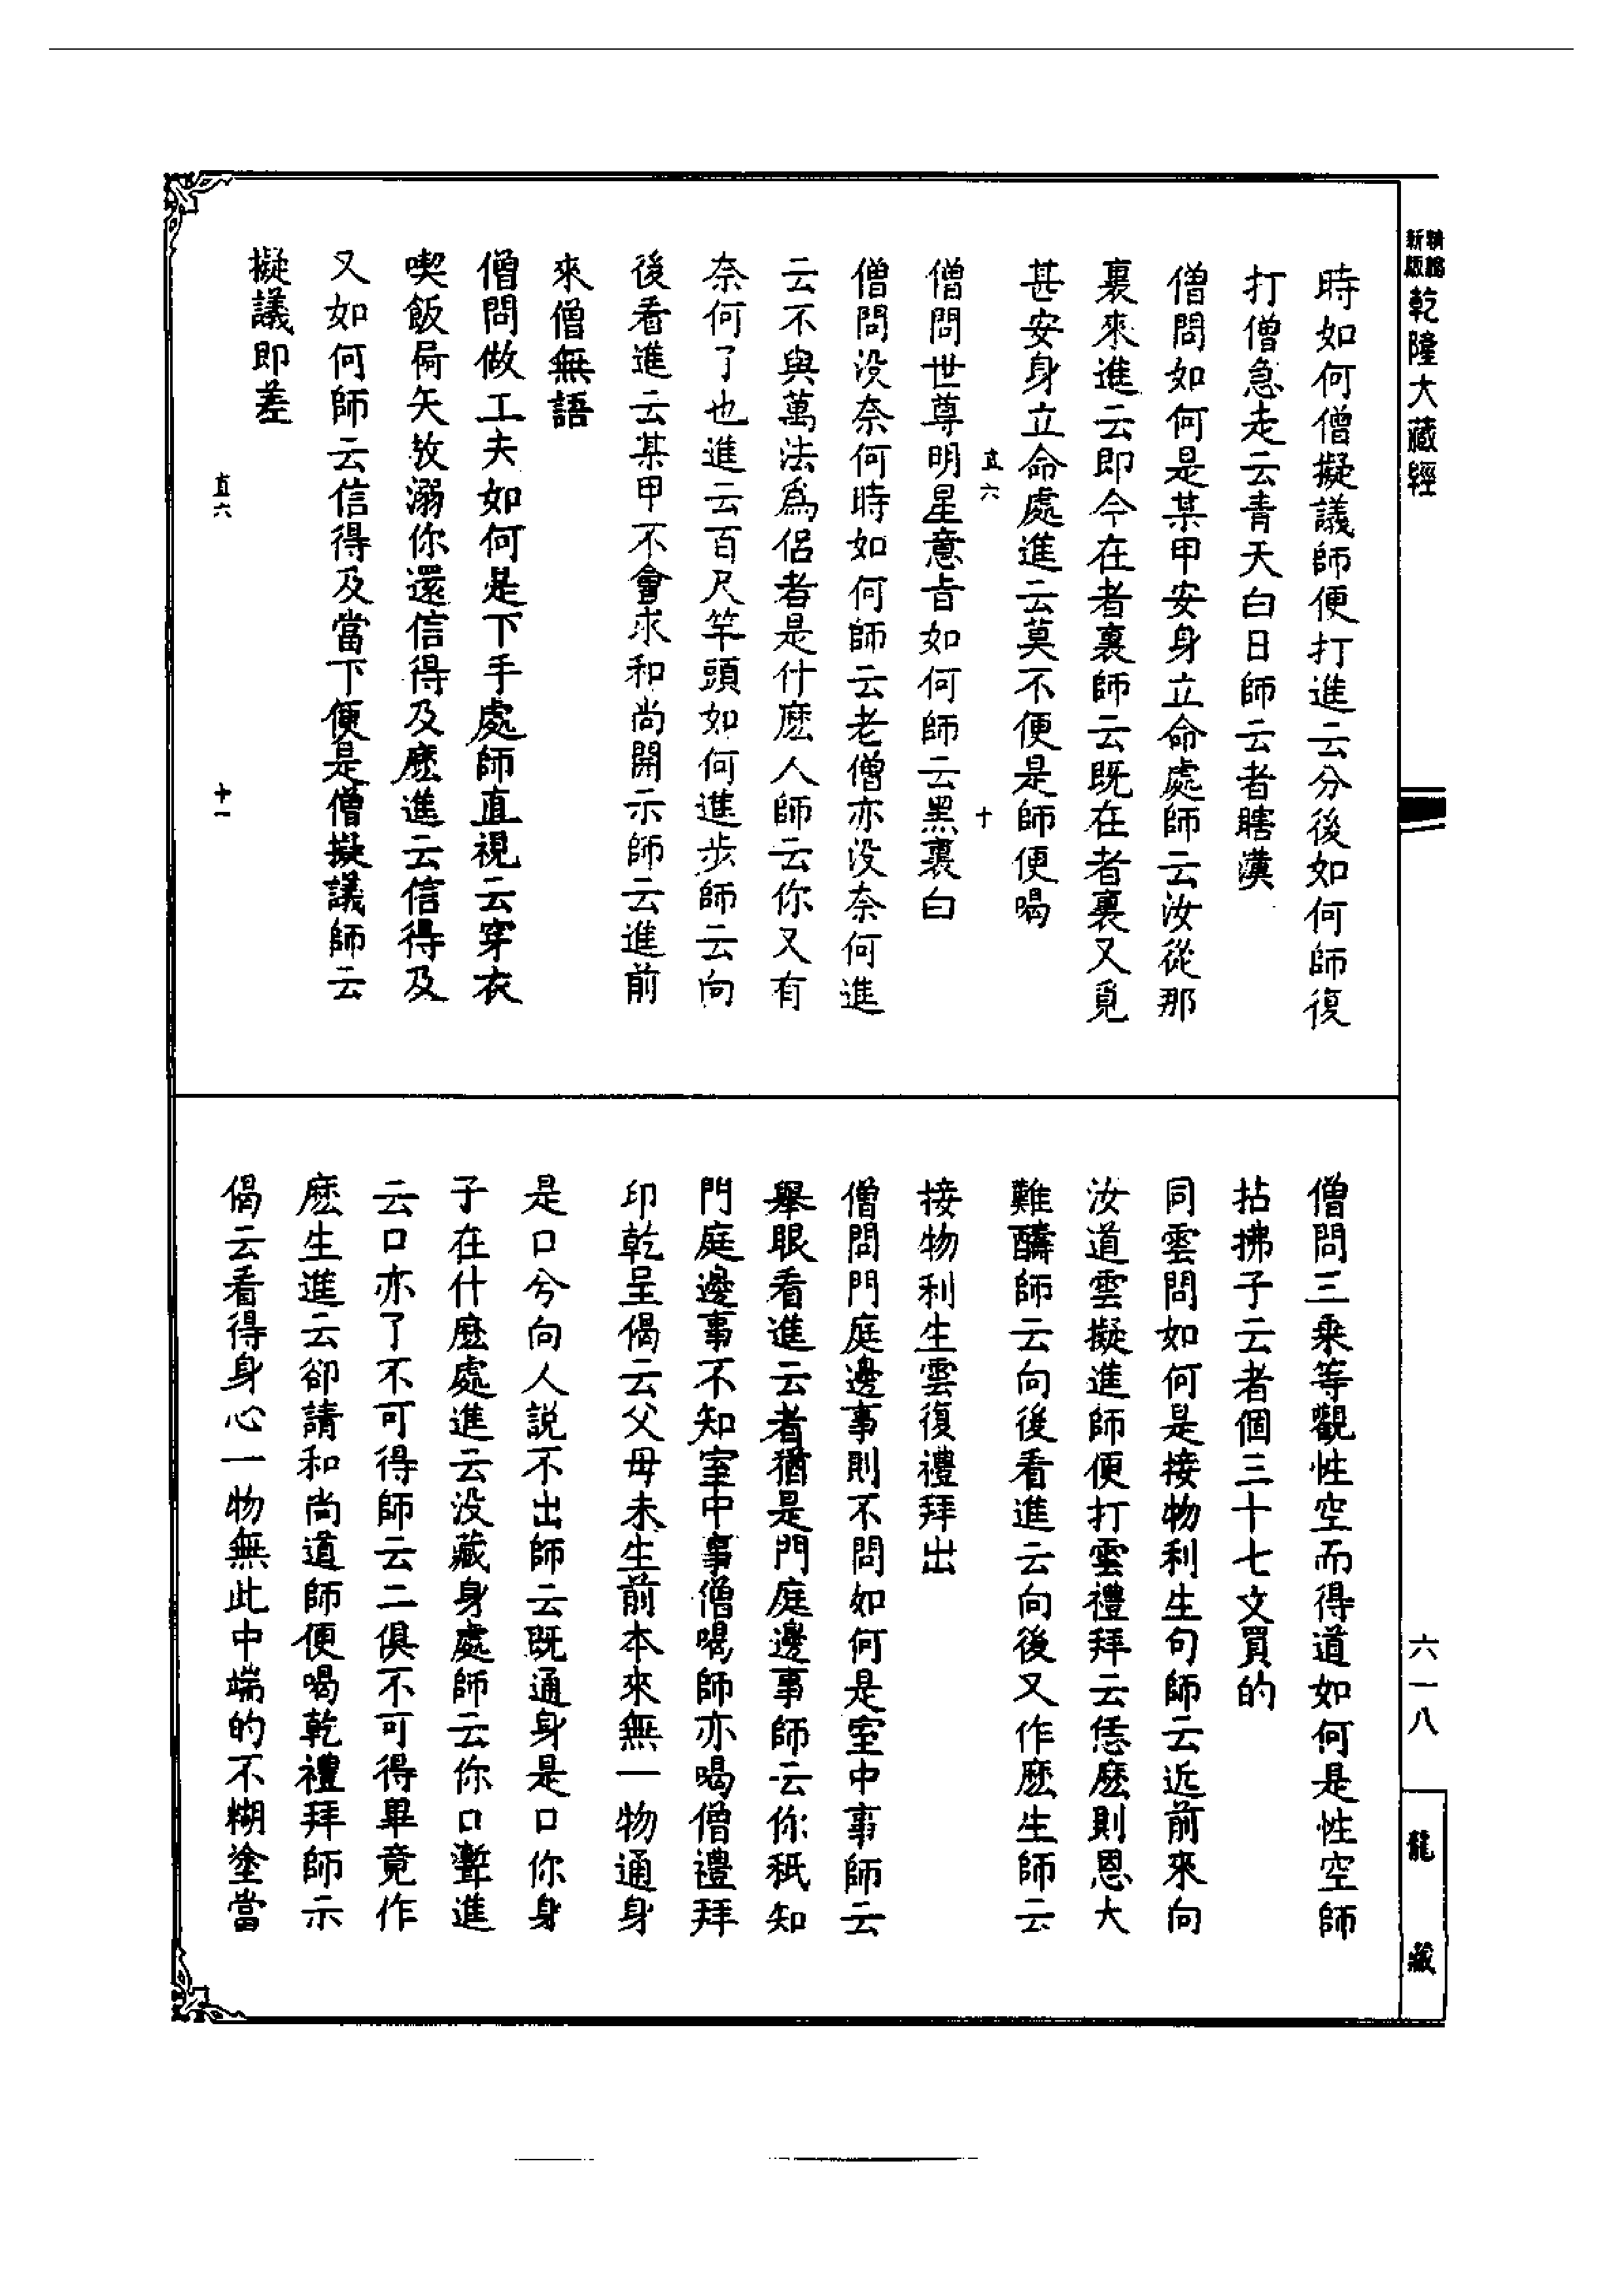 新版精縮
乾隆大藏經
時如何僧擬議師便打進云分後如何師復
打僧急走云青天白日師云者瞎漢
僧問如何是某甲安身立命處師云汝從那
裏來進云即今在者裏師云既在者裏又覓
甚安身立命處進云莫不便是師便喝
直六 十
僧問世尊明星意旨如何師云黑裏白
僧問没奈何時如何師云老僧亦没奈何進
云不與萬法爲侶者是什麽人師云你又有
奈何了也進云百尺竿頭如何進步師云向
後看進云某甲不會求和尚開示師云進前
來僧無語
僧問做工夫如何是下手處師直視云穿衣
喫飯屙矢放溺你還信得及麽進云信得及
又如何師云信得及當下便是僧擬議師云
擬議即差
直六 十一
僧問三乘等觀性空而得道如何是性空師
拈拂子云者個三十七文買的
同雲問如何是接物利生句師云近前來向
汝道雲擬進師便打雲禮拜云恁麽則恩大
難酬師云向後看進云向後又作麽生師云
接物利生雲復禮拜出
僧問門庭邊事則不問如何是室中事師云
舉眼看進云者猶是門庭邊事師云你秖知
門庭邊事不知室中事僧喝師亦喝僧禮拜
印乾呈偈云父母未生前本來無一物通身
是口兮向人説不出師云既通身是口你身
子在什麽處進云没藏身處師云你口聻進
云口亦了不可得師云二俱不可得畢竟作
麽生進云卻請和尚道師便喝乾禮拜師示
偈云看得身心一物無此中端的不糊塗當
六一八
龍藏